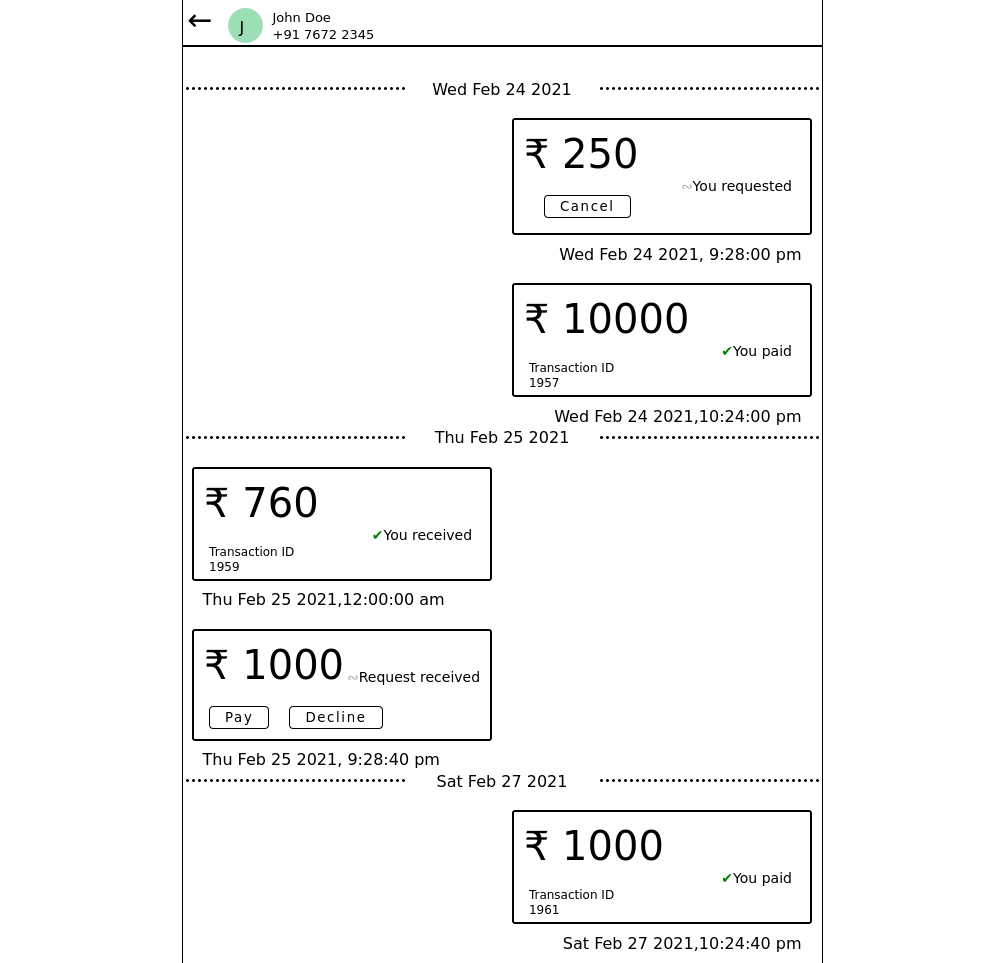 ←
J
John Doe
+91 7672 2345
Wed Feb 24 2021
₹ 250
∾You requested
Cancel
Wed Feb 24 2021, 9:28:00 pm
₹ 10000
✔You paid
Transaction ID
1957
Wed Feb 24 2021,10:24:00 pm
Thu Feb 25 2021
₹ 760
✔You received
Transaction ID
1959
Thu Feb 25 2021,12:00:00 am
₹ 1000
∾Request received
Pay Decline
Thu Feb 25 2021, 9:28:40 pm
Sat Feb 27 2021
₹ 1000
✔You paid
Transaction ID
1961
Sat Feb 27 2021,10:24:40 pm